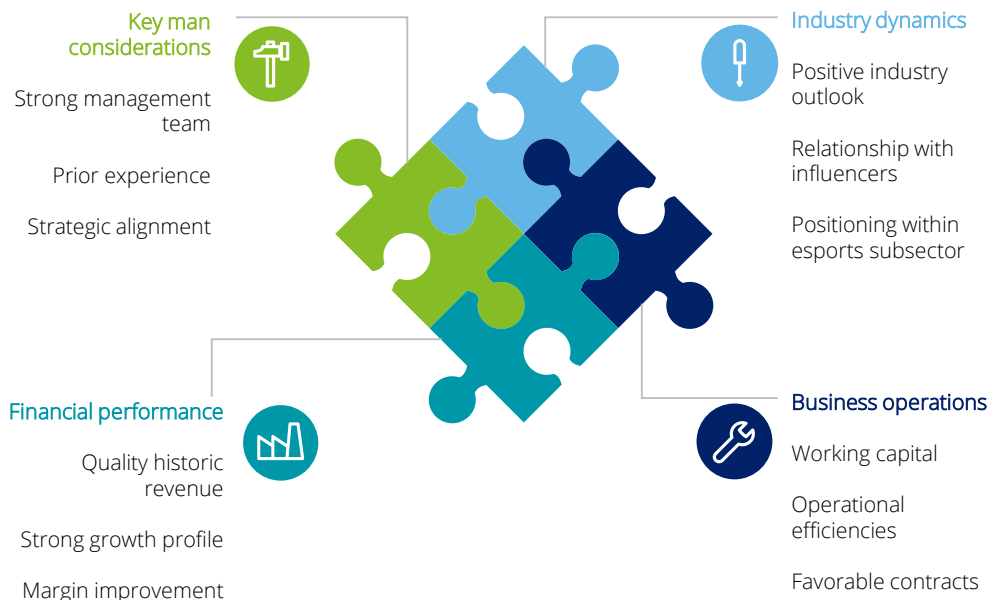 Key man
considerations
Strong management
team
Prior experience
Strategic alignment
Industry dynamics
Positive industry
outlook
Relationship with
influencers
Positioning within
esports subsector
Financial performance
Quality historic
revenue
Strong growth profile
Margin improvement
Business operations
Working capital
Operational
efficiencies
Favorable contracts